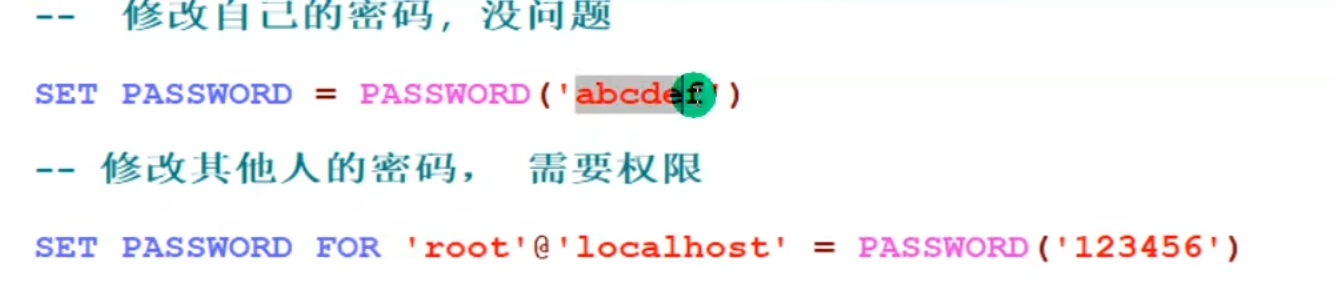 -- 修改自己的密码, 没问题
SET PASSWORD = PASSWORD('abcdef')
-- 修改其他人的密码， 需要权限
SET PASSWORD FOR 'root'@'localhost' = PASSWORD('123456')